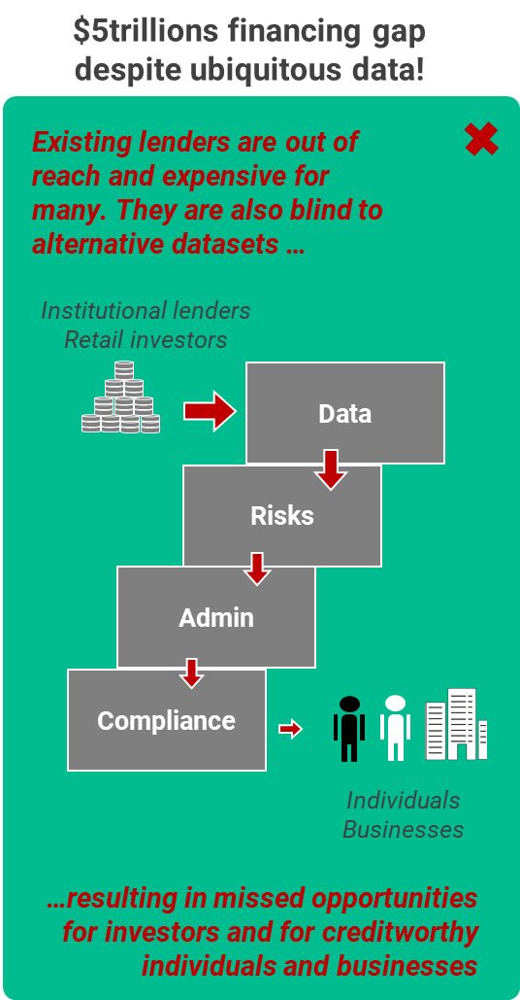 $5trillions financing gap
despite ubiquitous data!
Existing lenders are out of
reach and expensive for
many. They are also blind to
alternative datasets …
Institutional lenders
Retail investors
Data
Risks
Admin
Compliance
Individuals
Businesses
…resulting in missed opportunities
for investors and for creditworthy
individuals and businesses